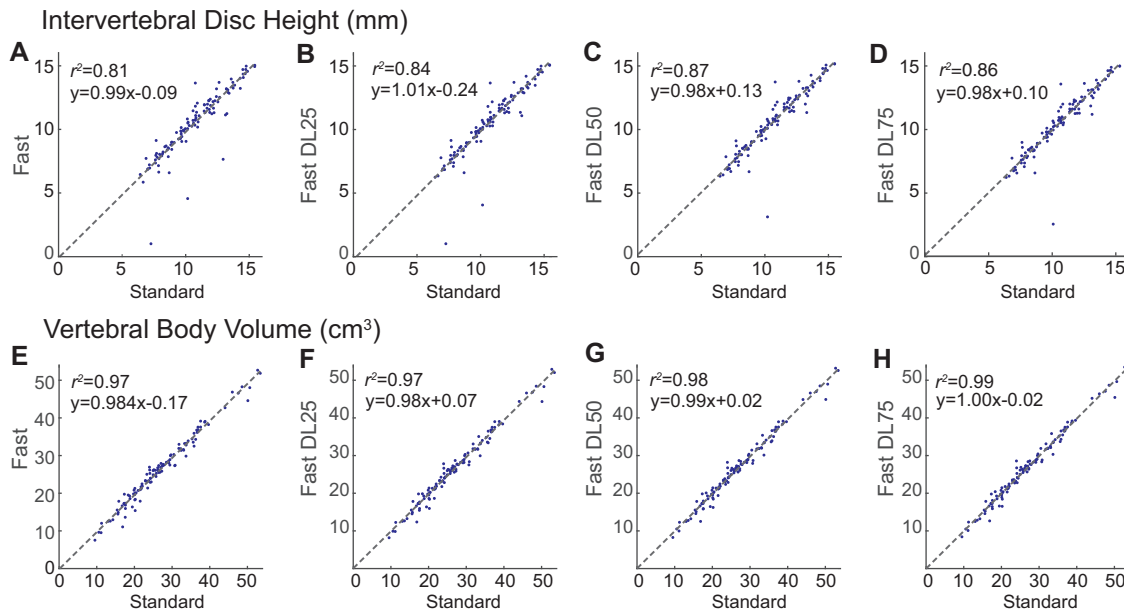 Intervertebral Disc Height (mm)
A
r²=0.81
y=0.99x-0.09
15
10
5
0
Fast
0 5 10 15
Standard
B
r²=0.84
y=1.01x-0.24
15
10
5
0
Fast DL25
0 5 10 15
Standard
C
r²=0.87
y=0.98x+0.13
15
10
5
0
Fast DL50
0 5 10 15
Standard
D
r²=0.86
y=0.98x+0.10
15
10
5
0
Fast DL75
0 5 10 15
Standard
Vertebral Body Volume (cm³)
E
r²=0.97
y=0.984x-0.17
50
40
30
20
10
0
Fast
0 10 20 30 40 50
Standard
F
r²=0.97
y=0.98x+0.07
50
40
30
20
10
0
Fast DL25
0 10 20 30 40 50
Standard
G
r²=0.98
y=0.99x+0.02
50
40
30
20
10
0
Fast DL50
0 10 20 30 40 50
Standard
H
r²=0.99
y=1.00x-0.02
50
40
30
20
10
0
Fast DL75
0 10 20 30 40 50
Standard